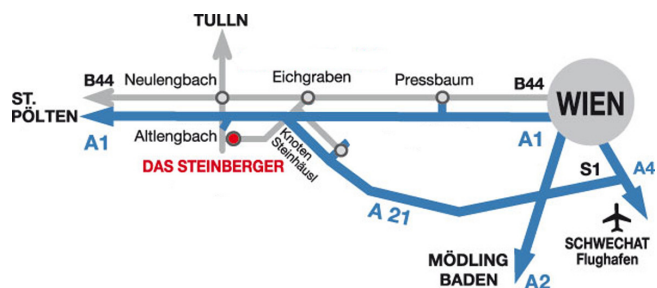 TULLN
Neulengbach
Eichgraben
Pressbaum
B44
B44
ST.
PÖLTEN
WIEN
A1
Altlengbach
Knoten
Steinhäusl
A1
DAS STEINBERGER
S1
A4
A 21
SCHWECHAT
Flughafen
MÖDLING
BADEN
A2